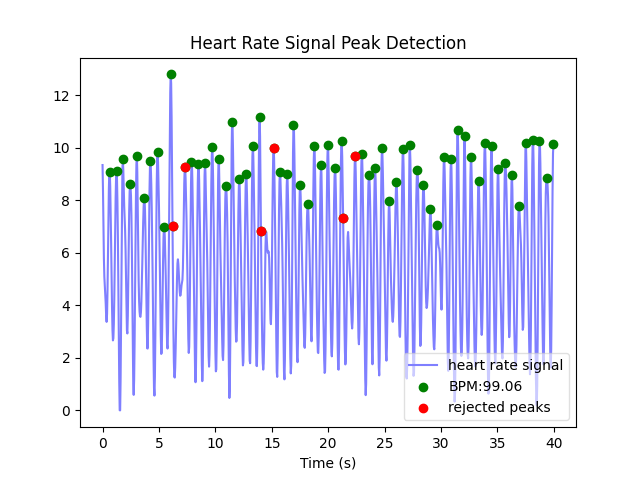 Heart Rate Signal Peak Detection
12
10
8
6
4
2
0
heart rate signal
BPM:99.06
rejected peaks
0 5 10 15 20 25 30 35 40
Time (s)